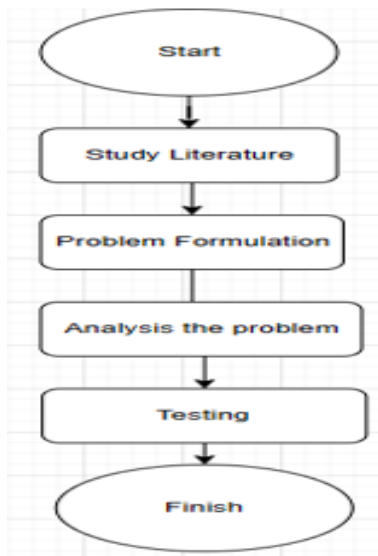 Start
Study Literature
Problem Formulation
Analysis the problem
Testing
Finish